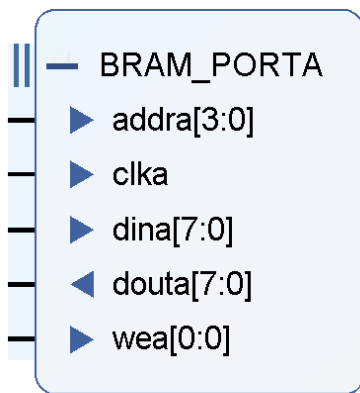 BRAM_PORTA
addra[3:0]
clka
dina[7:0]
douta[7:0]
wea[0:0]